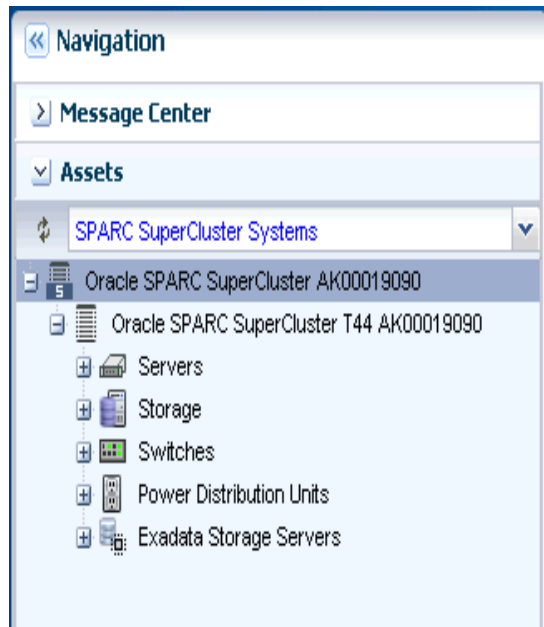 Navigation
Message Center
Assets
SPARC SuperCluster Systems
Oracle SPARC SuperCluster AK00019090
Oracle SPARC SuperCluster T44 AK00019090
Servers
Storage
Switches
Power Distribution Units
Exadata Storage Servers